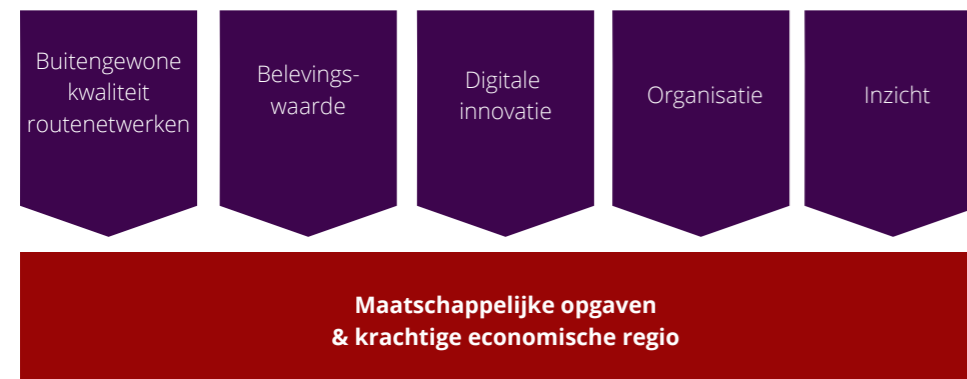 Buitengewone
kwaliteit
routenetwerken
Belevings-
waarde
Digitale
innovatie
Organisatie
Inzicht
Maatschappelijke opgaven
& krachtige economische regio